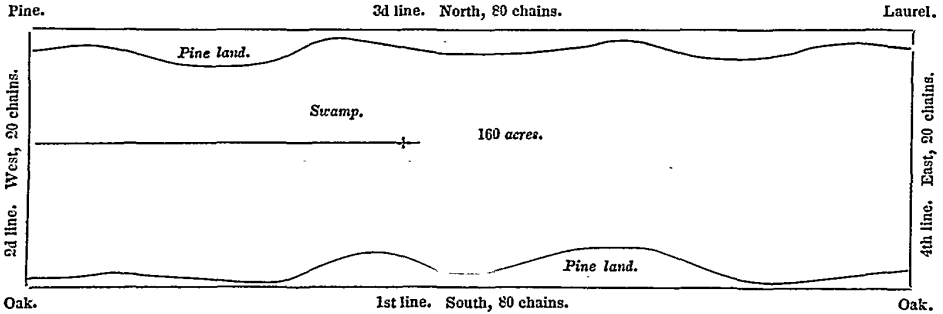 Pine.
3d line. North, 80 chains.
Laurel.
Pine land.
2d line. West, 20 chains.
Swamp.
160 acres.
4th line. East, 20 chains.
Pine land.
Oak.
1st line. South, 80 chains.
Oak.